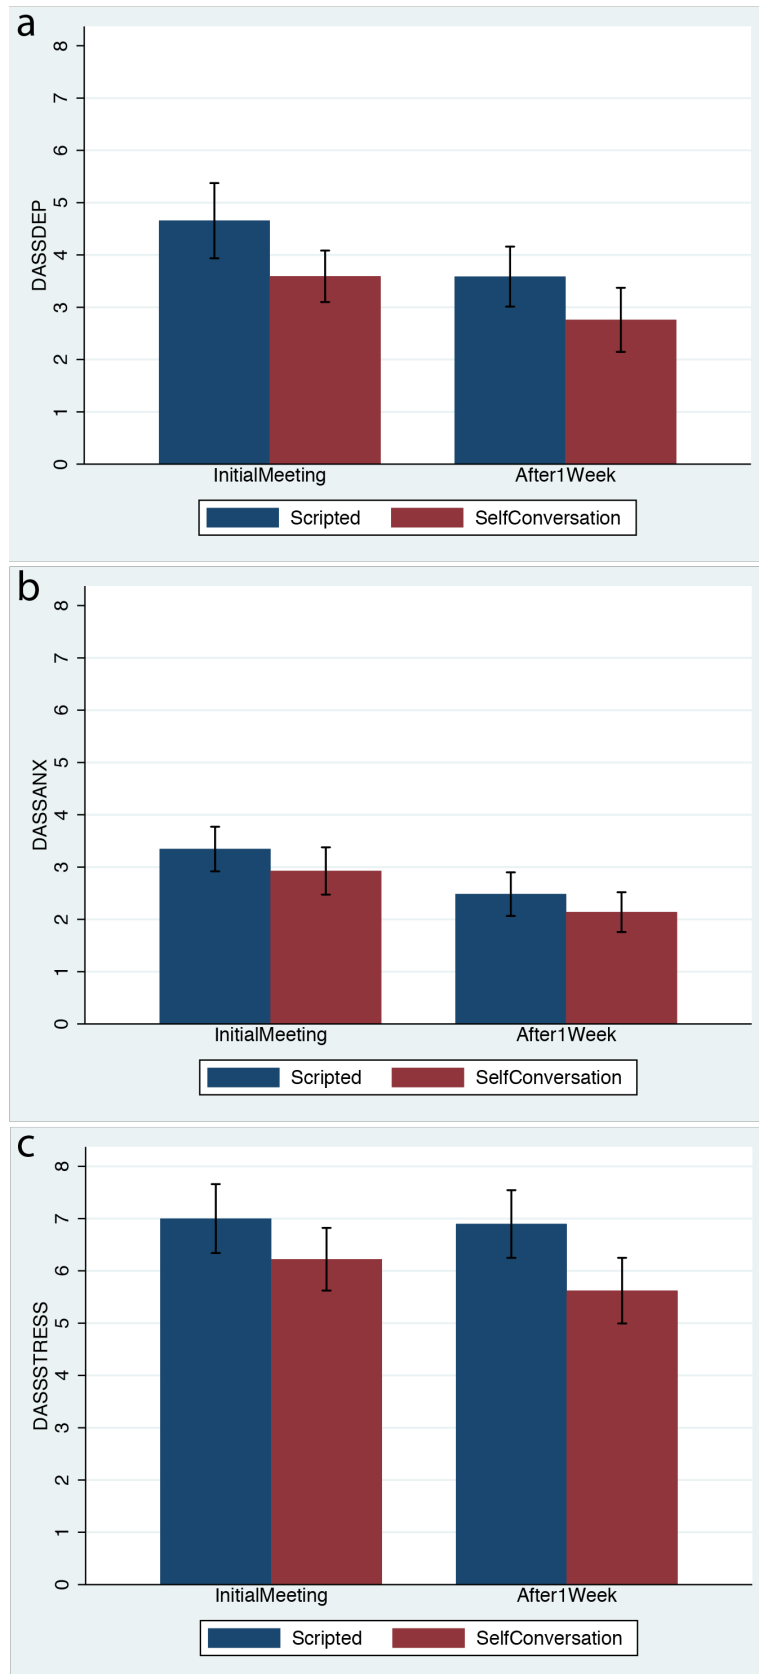 a
8
7
6
5
4
3
2
1
0
DASSDEP
InitialMeeting After1Week
Scripted SelfConversation
b
8
7
6
5
4
3
2
1
0
DASSANX
InitialMeeting After1Week
Scripted SelfConversation
c
8
7
6
5
4
3
2
1
0
DASSSTRESS
InitialMeeting After1Week
Scripted SelfConversation